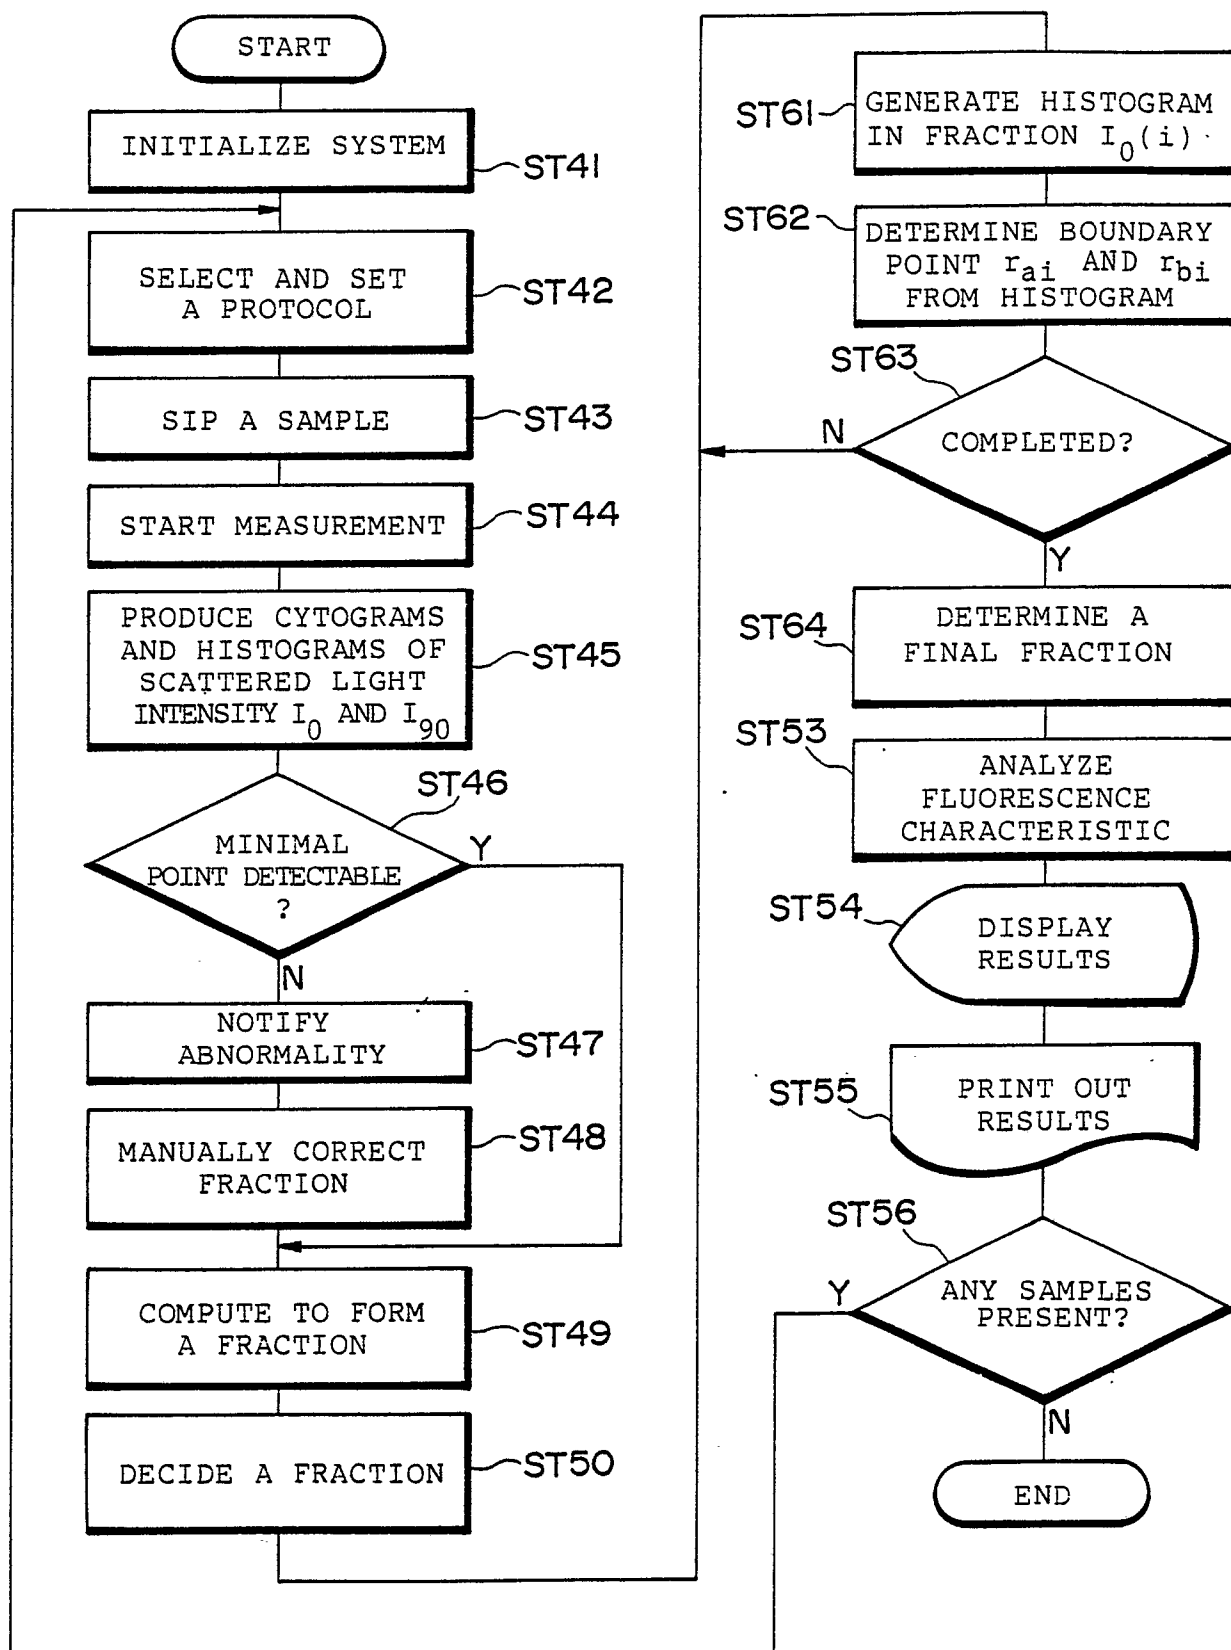 START
INITIALIZE SYSTEM
ST41
SELECT AND SET
A PROTOCOL
ST42
SIP A SAMPLE
ST43
START MEASUREMENT
ST44
PRODUCE CYTOGRAMS
AND HISTOGRAMS OF
SCATTERED LIGHT
INTENSITY I0 AND I90
ST45
ST46
MINIMAL
POINT DETECTABLE
?
Y
N
NOTIFY
ABNORMALITY
ST47
MANUALLY CORRECT
FRACTION
ST48
COMPUTE TO FORM
A FRACTION
ST49
DECIDE A FRACTION
ST50
ST61
GENERATE HISTOGRAM
IN FRACTION I0(i)
ST62
DETERMINE BOUNDARY
POINT rai AND rbi
FROM HISTOGRAM
ST63
N
COMPLETED?
Y
ST64
DETERMINE A
FINAL FRACTION
ST53
ANALYZE
FLUORESCENCE
CHARACTERISTIC
ST54
DISPLAY
RESULTS
ST55
PRINT OUT
RESULTS
ST56
Y
ANY SAMPLES
PRESENT?
N
END